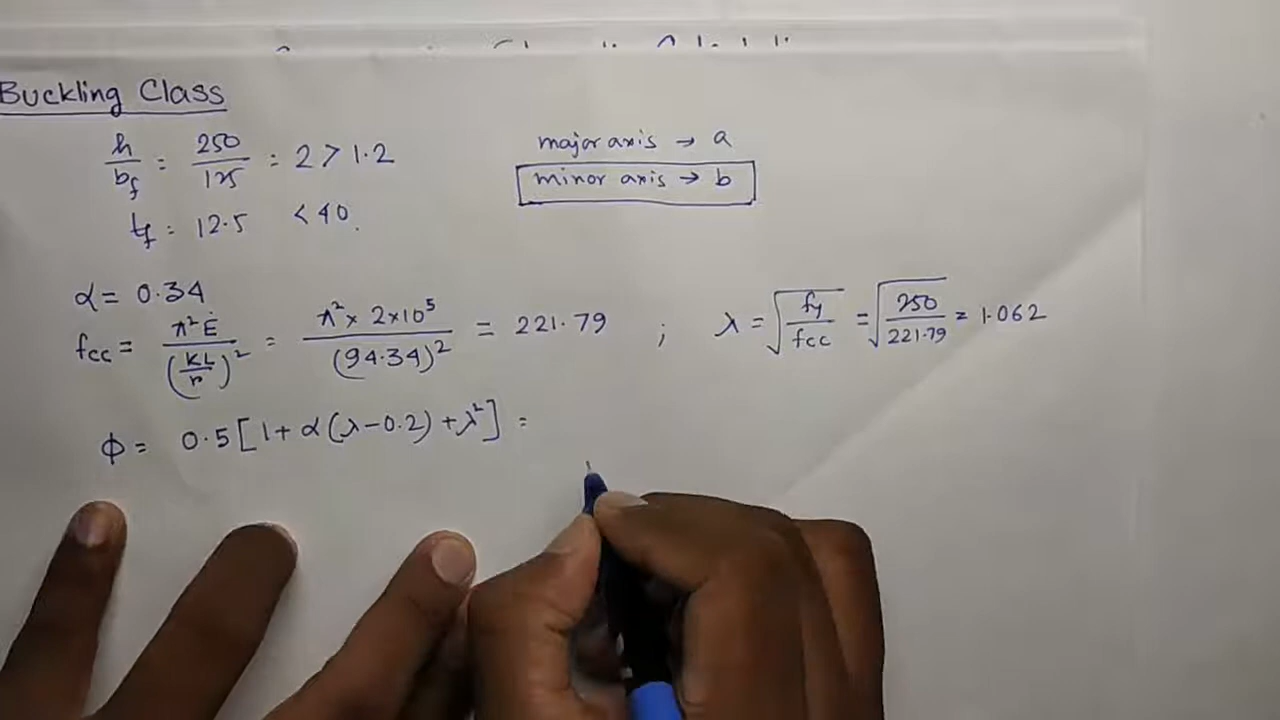 Buckling Class
h/bf = 250/125 = 2 > 1.2
major axis → a
minor axis → b
tf = 12.5 < 40.
α = 0.34
fcc = π²E/(KL/r)² = π² × 2×10⁵/(94.34)² = 221.79 ; λ = √(fy/fcc) = √(250/221.79) = 1.062
ϕ = 0.5[1+ α(λ-0.2)+λ²] =